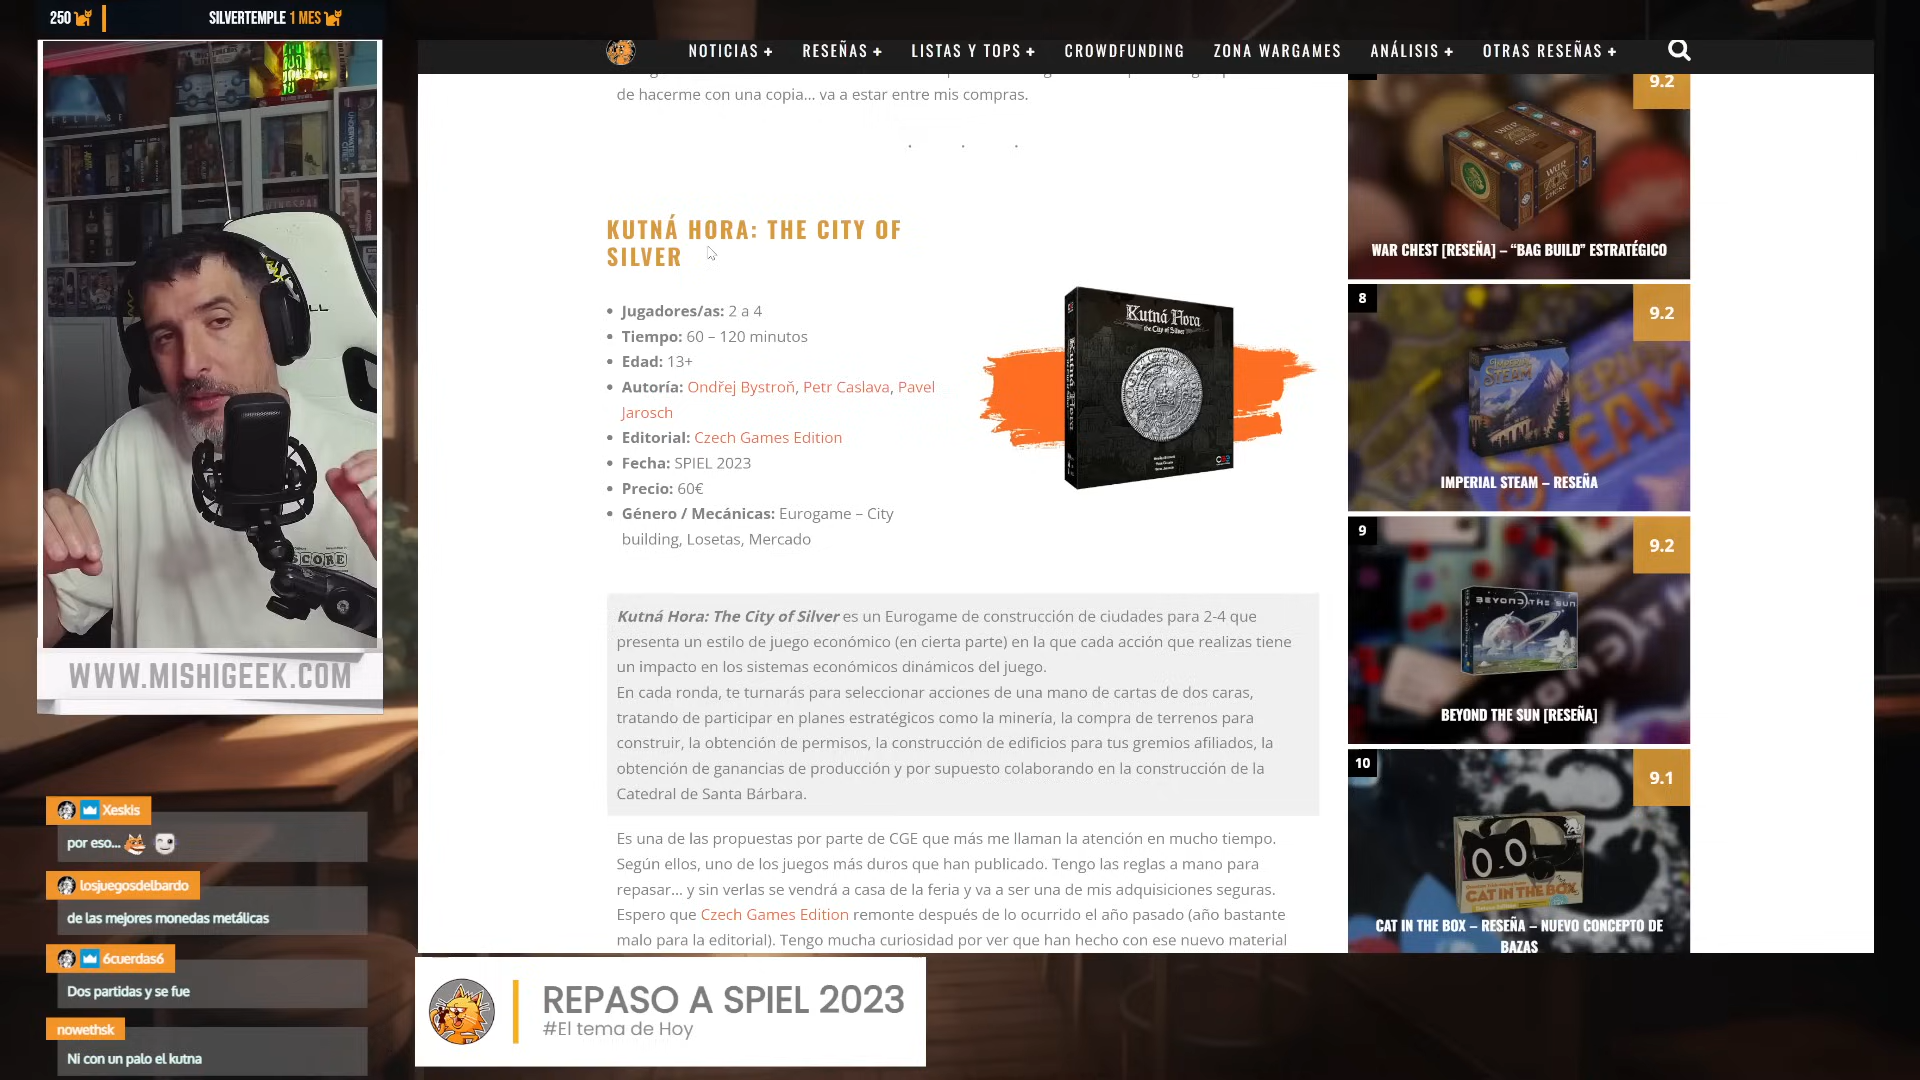 250
SILVERTEMPLE 1 MES
NOTICIAS + RESEÑAS + LISTAS Y TOPS + CROWDFUNDING ZONA WARGAMES ANÁLISIS + OTRAS RESEÑAS +
de hacerme con una copia... va a estar entre mis compras.
. . .
KUTNÁ HORA: THE CITY OF
SILVER
• Jugadores/as: 2 a 4
• Tiempo: 60 – 120 minutos
• Edad: 13+
• Autoría: Ondřej Bystroň, Petr Caslava, Pavel
Jarosch
• Editorial: Czech Games Edition
• Fecha: SPIEL 2023
• Precio: 60€
• Género / Mecánicas: Eurogame – City
building, Losetas, Mercado
Kutná Hora
the City of Silver
Kutná Hora
Kutná Hora: The City of Silver es un Eurogame de construcción de ciudades para 2-4 que
presenta un estilo de juego económico (en cierta parte) en la que cada acción que realizas tiene
un impacto en los sistemas económicos dinámicos del juego.
En cada ronda, te turnarás para seleccionar acciones de una mano de cartas de dos caras,
tratando de participar en planes estratégicos como la minería, la compra de terrenos para
construir, la obtención de permisos, la construcción de edificios para tus gremios afiliados, la
obtención de ganancias de producción y por supuesto colaborando en la construcción de la
Catedral de Santa Bárbara.
Es una de las propuestas por parte de CGE que más me llaman la atención en mucho tiempo.
Según ellos, uno de los juegos más duros que han publicado. Tengo las reglas a mano para
repasar... y sin verlas se vendrá a casa de la feria y va a ser una de mis adquisiciones seguras.
Espero que Czech Games Edition remonte después de lo ocurrido el año pasado (año bastante
malo para la editorial). Tengo mucha curiosidad por ver que han hecho con ese nuevo material
9.2
WAR CHEST
WAR CHEST [RESEÑA] – “BAG BUILD” ESTRATÉGICO
8
9.2
IMPERIAL STEAM
IMPERIAL STEAM – RESEÑA
9
9.2
BEYOND THE SUN
BEYOND THE SUN [RESEÑA]
10
9.1
CAT IN THE BOX
CAT IN THE BOX – RESEÑA – NUEVO CONCEPTO DE
BAZAS
ECLIPSE
WINGSPAN
SCORE
WWW.MISHIGEEK.COM
Xeskis
por eso...
losjuegosdelbardo
de las mejores monedas metálicas
6cuerdas6
Dos partidas y se fue
nowethsk
Ni con un palo el kutna
REPASO A SPIEL 2023
#El tema de Hoy